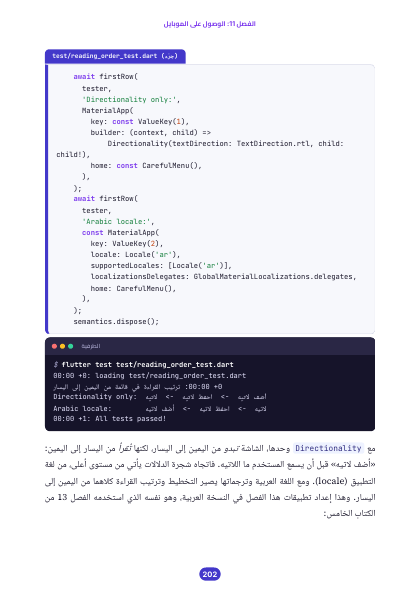 الفصل 11: الوصول على الموبايل
test/reading_order_test.dart (جزء)
await firstRow(
tester,
'Directionality only:',
MaterialApp(
key: const ValueKey(1),
builder: (context, child) =>
Directionality(textDirection: TextDirection.rtl, child:
child!),
home: const CarefulMenu(),
),
);
await firstRow(
tester,
'Arabic locale:',
const MaterialApp(
key: ValueKey(2),
locale: Locale('ar'),
supportedLocales: [Locale('ar')],
localizationsDelegates: GlobalMaterialLocalizations.delegates,
home: CarefulMenu(),
),
);
semantics.dispose();
الطرفية
$ flutter test test/reading_order_test.dart
00:00 +0: loading test/reading_order_test.dart
00:00 +0: ترتيب القراءة في قائمة من اليمين إلى اليسار
Directionality only: أضف لاتيه -> احفظ لاتيه -> لاتيه
Arabic locale: لاتيه -> احفظ لاتيه -> أضف لاتيه
00:00 +1: All tests passed!
مع Directionality وحدها، الشاشة تبدو من اليمين إلى اليسار، لكنها تُقرأ من اليسار إلى اليمين:
«أضف لاتيه» قبل أن يسمع المستخدم ما اللاتيه. فاتجاه شجرة الدلالات يأتي من مستوى أعلى، من لغة
التطبيق (locale). ومع اللغة العربية وترجماتها يصير التخطيط وترتيب القراءة كلاهما من اليمين إلى
اليسار. وهذا إعداد تطبيقات هذا الفصل في النسخة العربية، وهو نفسه الذي استخدمه الفصل 13 من
الكتاب الخامس:
202